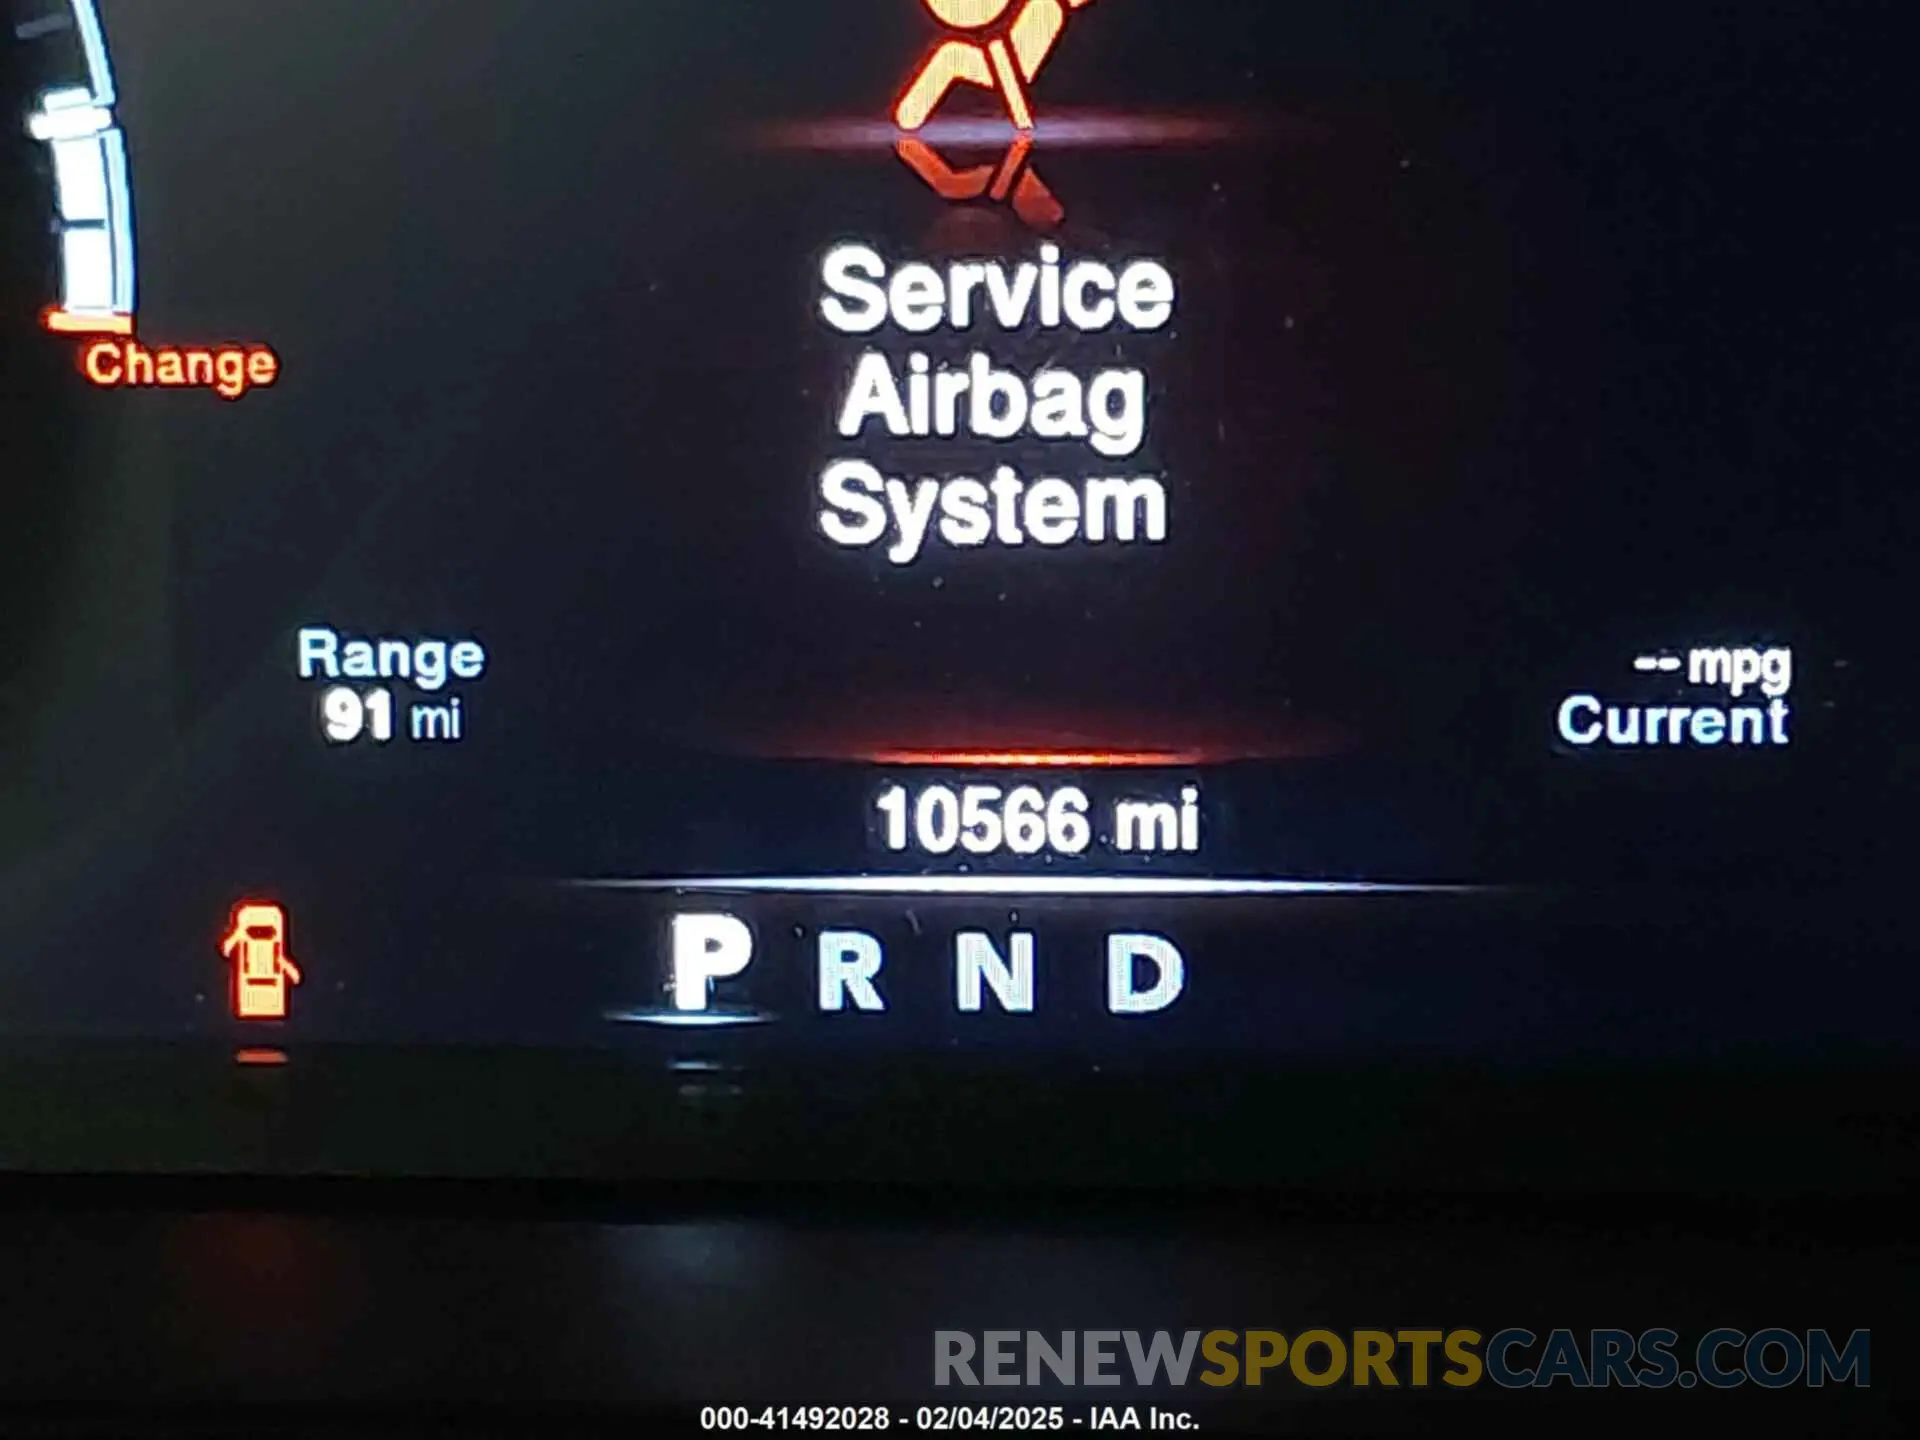 Service
Airbag
System
Change
Range
91 mi
-- mpg
Current
10566 mi
P R N D
RENEWSPORTSCARS.COM
000-41492028 - 02/04/2025 - IAA Inc.